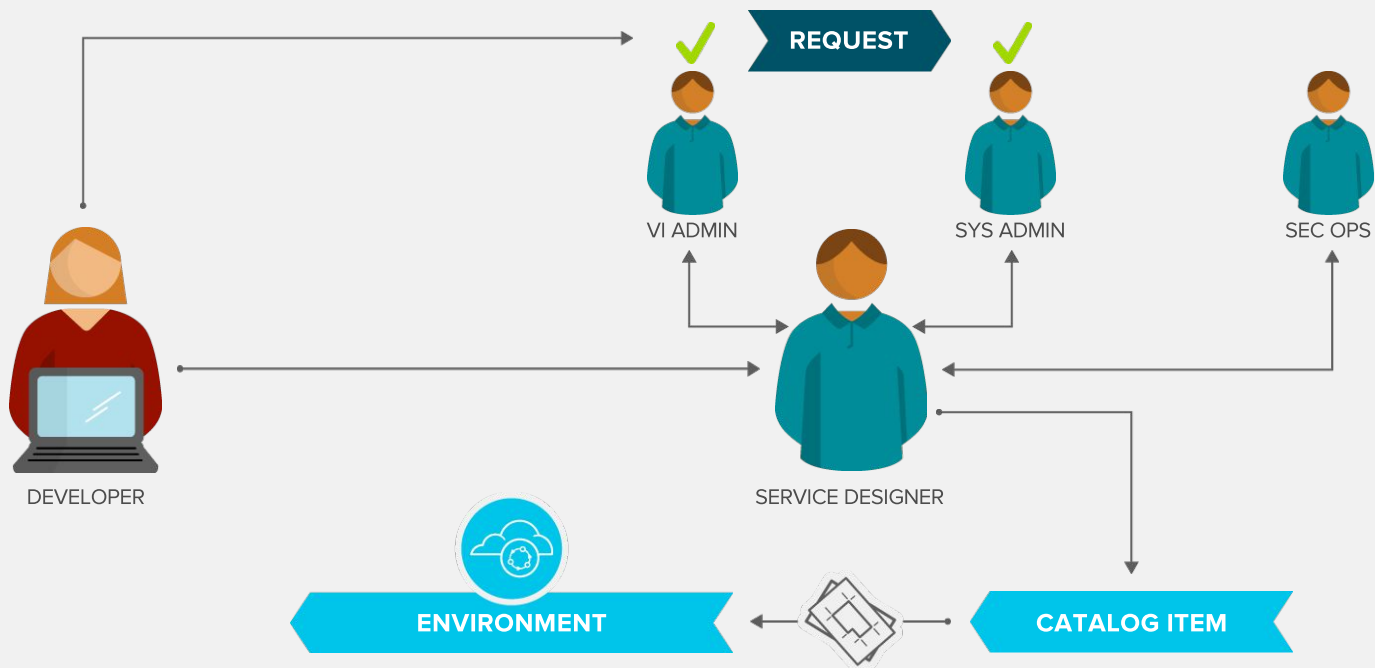 REQUEST
VI ADMIN
SYS ADMIN
SEC OPS
DEVELOPER
SERVICE DESIGNER
ENVIRONMENT
CATALOG ITEM